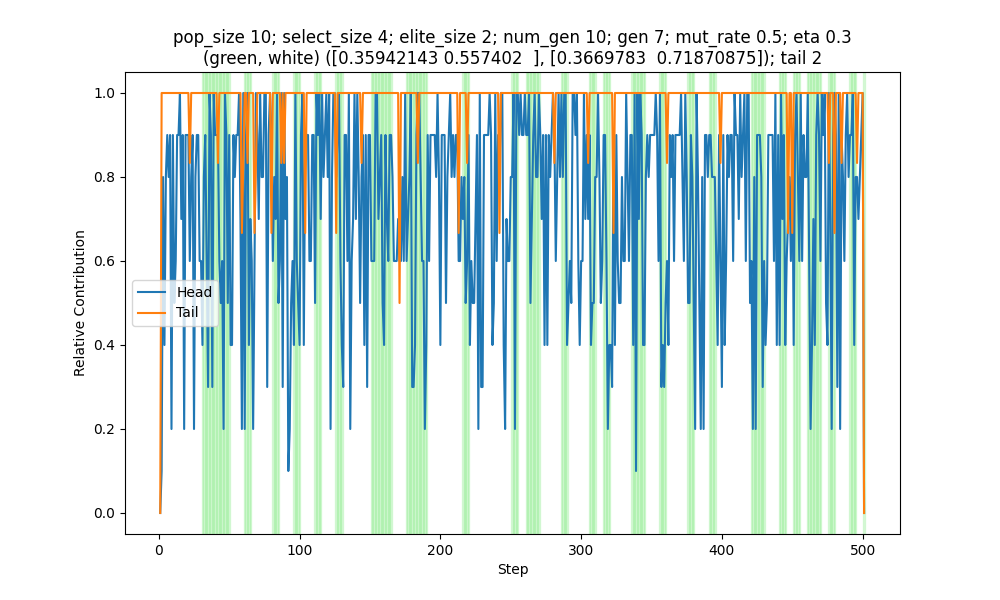 pop_size 10; select_size 4; elite_size 2; num_gen 10; gen 7; mut_rate 0.5; eta 0.3
(green, white) ([0.35942143 0.557402  ], [0.3669783  0.71870875]); tail 2
1.0
0.8
0.6
0.4
0.2
0.0
Relative Contribution
Head
Tail
0
100
200
300
400
500
Step